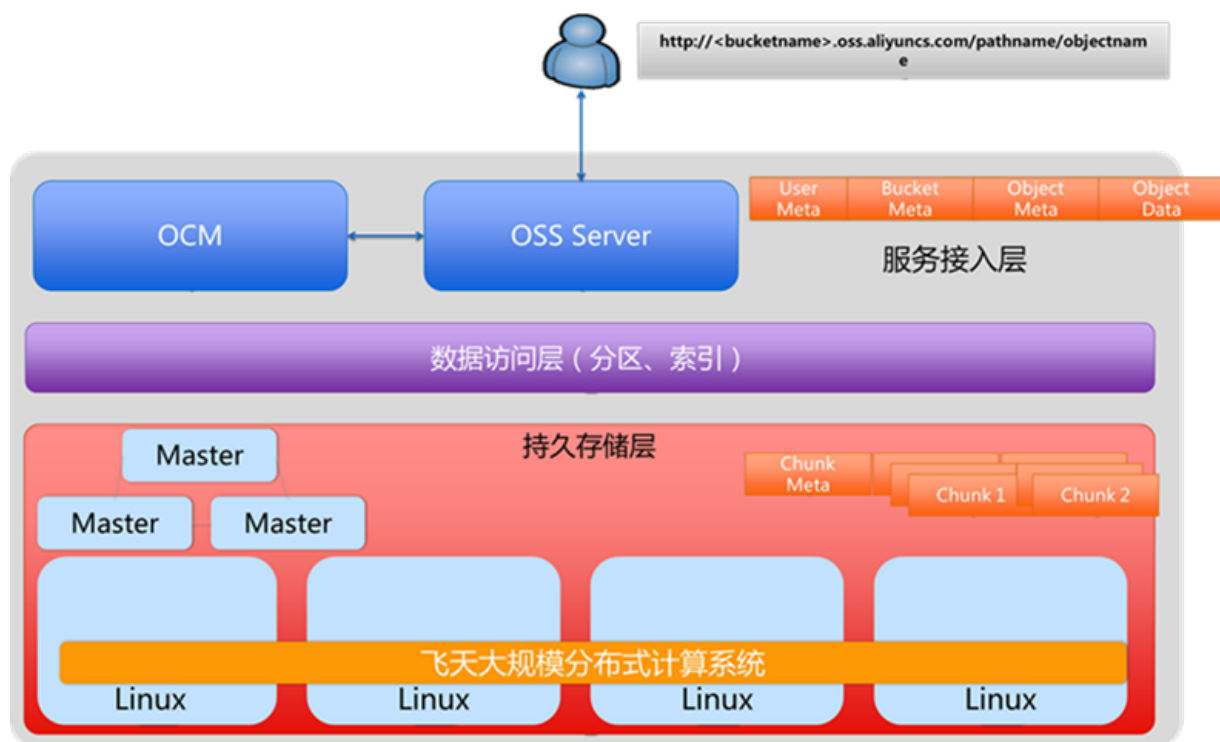 http://<bucketname>.oss.aliyuncs.com/pathname/objectnam
e
OCM
OSS Server
User
Meta
Bucket
Meta
Object
Meta
Object
Data
服务接入层
数据访问层（分区、索引）
持久存储层
Master
Master
Master
Chunk
Meta
Chunk 1
Chunk 2
飞天大规模分布式计算系统
Linux
Linux
Linux
Linux